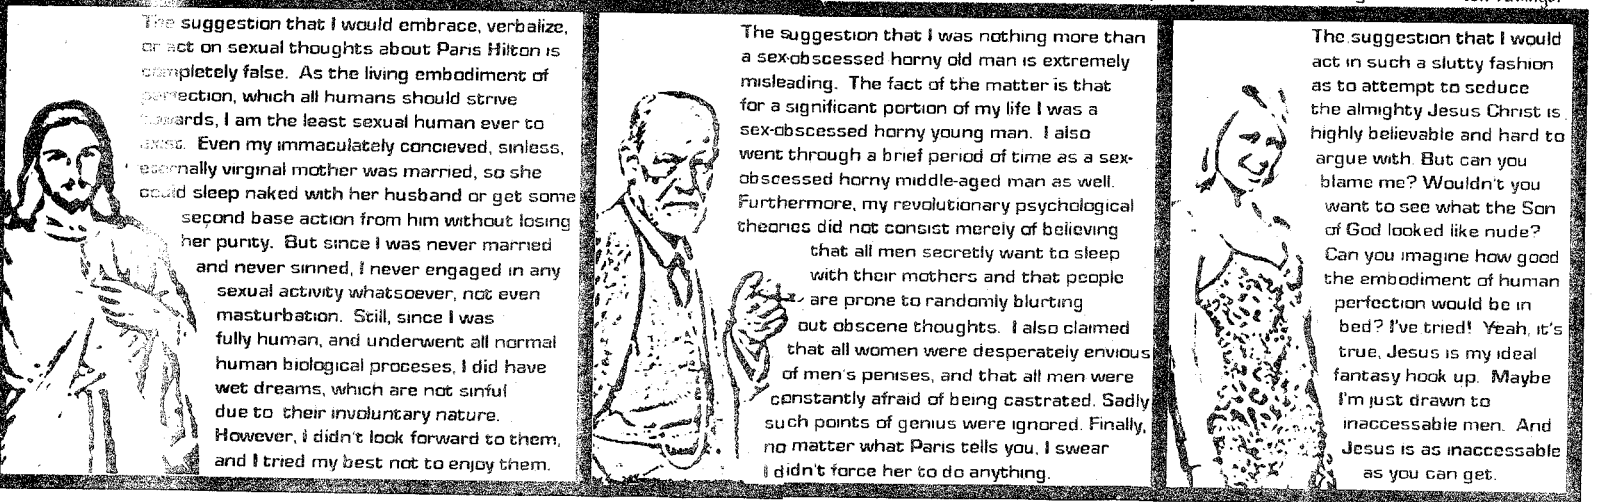 The suggestion that I would embrace, verbalize,
or act on sexual thoughts about Paris Hilton is
completely false. As the living embodiment of
perfection, which all humans should strive
towards, I am the least sexual human ever to
exist. Even my immaculately concieved, sinless,
eternally virginal mother was married, so she
could sleep naked with her husband or get some
second base action from him without losing
her purity. But since I was never married
and never sinned, I never engaged in any
sexual activity whatsoever, not even
masturbation. Still, since I was
fully human, and underwent all normal
human biological proceses, I did have
wet dreams, which are not sinful
due to their involuntary nature.
However, I didn't look forward to them,
and I tried my best not to enjoy them.
The suggestion that I was nothing more than
a sex-obscessed horny old man is extremely
misleading. The fact of the matter is that
for a significant portion of my life I was a
sex-obscessed horny young man. I also
went through a brief period of time as a sex-
obscessed horny middle-aged man as well.
Furthermore, my revolutionary psychological
theories did not consist merely of believing
that all men secretly want to sleep
with their mothers and that people
are prone to randomly blurting
out obscene thoughts. I also claimed
that all women were desperately envious
of men's penises, and that all men were
constantly afraid of being castrated. Sadly
such points of genius were ignored. Finally,
no matter what Paris tells you, I swear
I didn't force her to do anything.
The suggestion that I would
act in such a slutty fashion
as to attempt to seduce
the almighty Jesus Christ is
highly believable and hard to
argue with. But can you
blame me? Wouldn't you
want to see what the Son
of God looked like nude?
Can you imagine how good
the embodiment of human
perfection would be in
bed? I've tried! Yeah, it's
true, Jesus is my ideal
fantasy hook up. Maybe
I'm just drawn to
inaccessable men. And
Jesus is as inaccessable
as you can get.